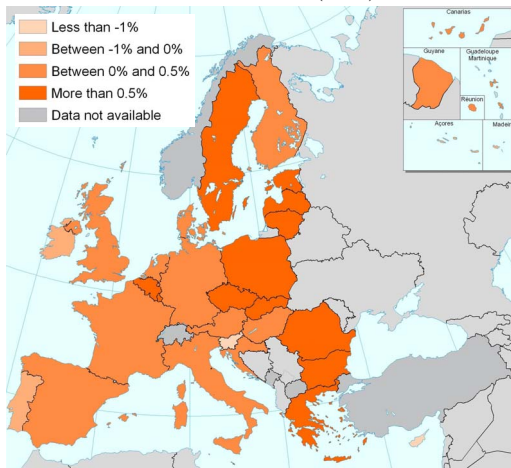 Less than -1%
Between -1% and 0%
Between 0% and 0.5%
More than 0.5%
Data not available
Canarias
Guyane
Guadeloupe
Martinique
Réunion
Açores
Madeira